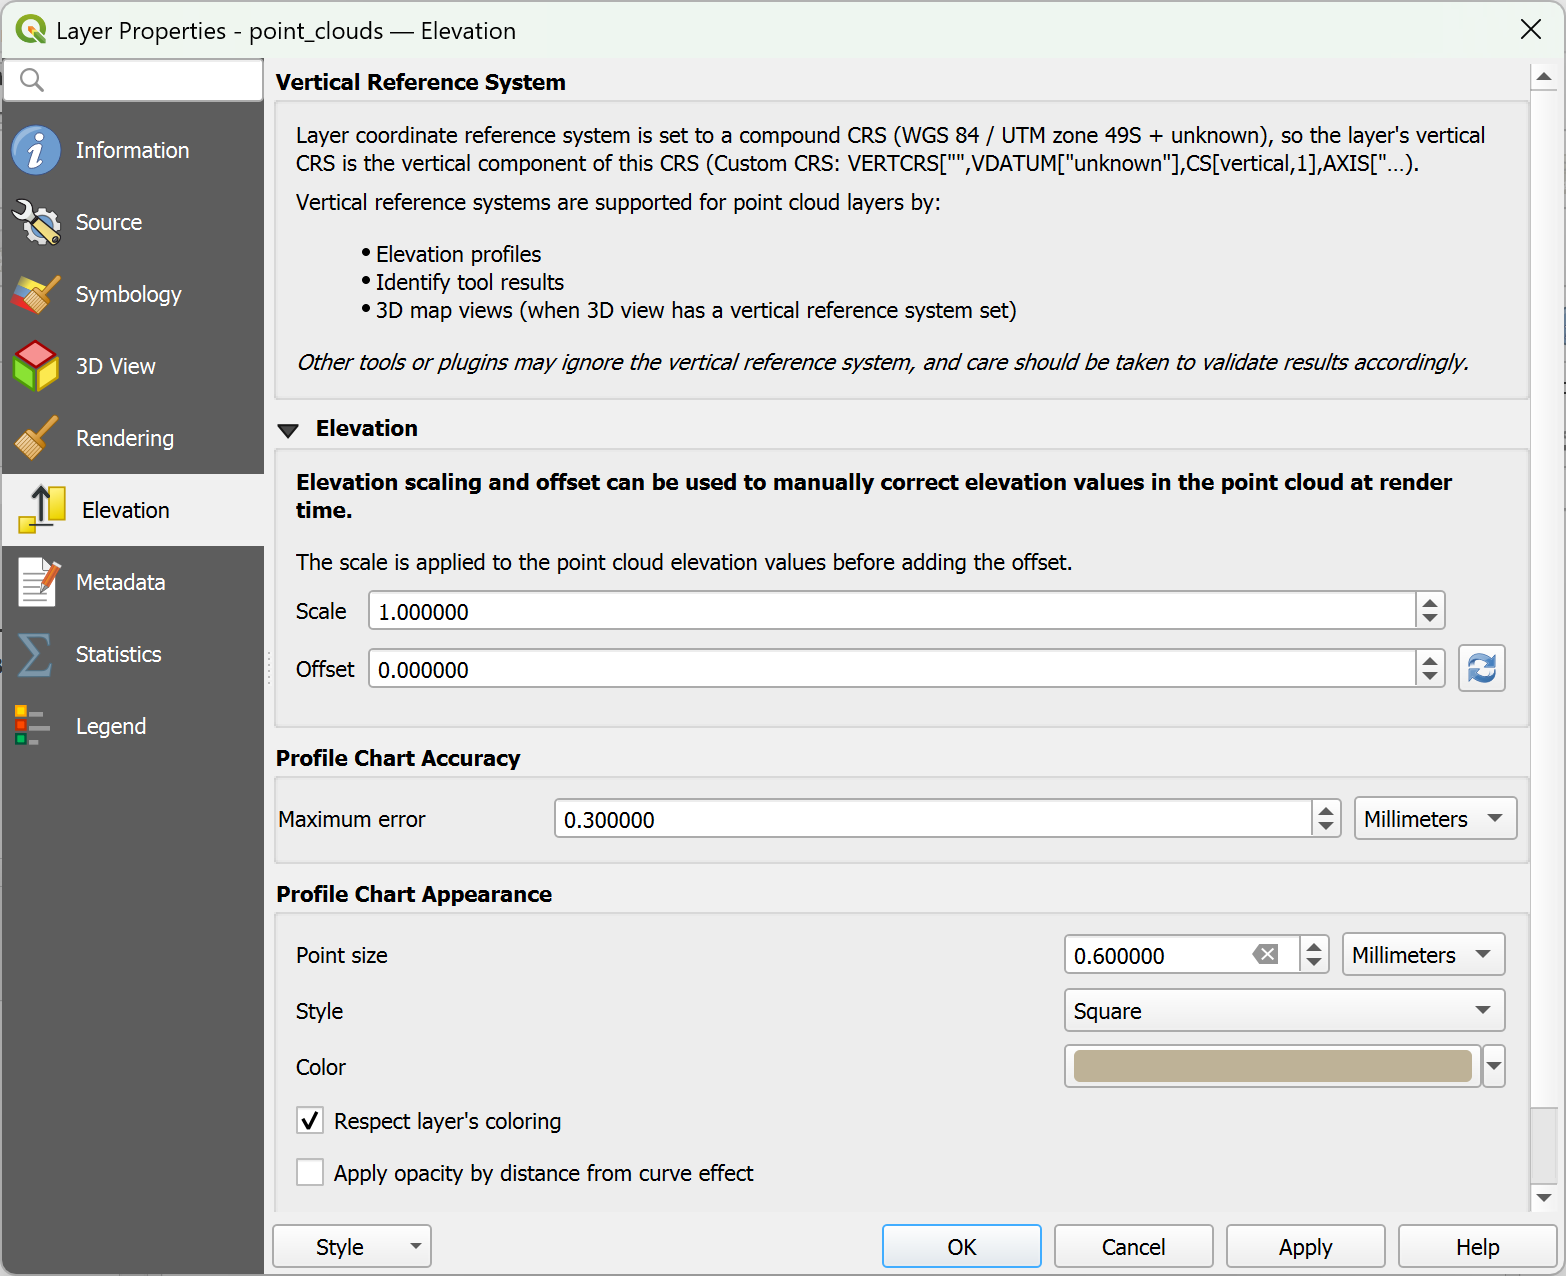 Layer Properties - point_clouds — Elevation
Information
Source
Symbology
3D View
Rendering
Elevation
Metadata
Statistics
Legend
Vertical Reference System
Layer coordinate reference system is set to a compound CRS (WGS 84 / UTM zone 49S + unknown), so the layer's vertical
CRS is the vertical component of this CRS (Custom CRS: VERTCRS["",VDATUM["unknown"],CS[vertical,1],AXIS["...).
Vertical reference systems are supported for point cloud layers by:
• Elevation profiles
• Identify tool results
• 3D map views (when 3D view has a vertical reference system set)
Other tools or plugins may ignore the vertical reference system, and care should be taken to validate results accordingly.
Elevation
Elevation scaling and offset can be used to manually correct elevation values in the point cloud at render
time.
The scale is applied to the point cloud elevation values before adding the offset.
Scale 1.000000
Offset 0.000000
Profile Chart Accuracy
Maximum error 0.300000 Millimeters
Profile Chart Appearance
Point size 0.600000 Millimeters
Style Square
Color
Respect layer's coloring
Apply opacity by distance from curve effect
Style OK Cancel Apply Help